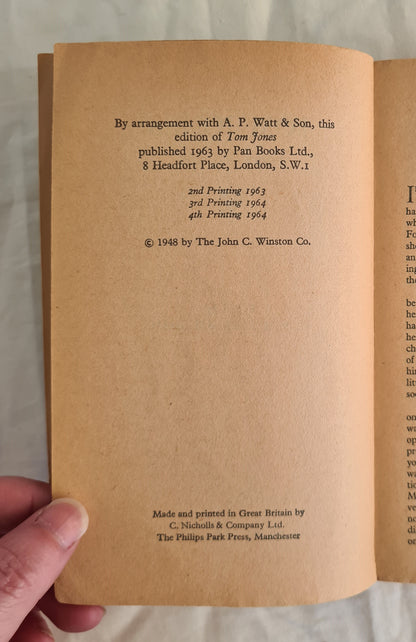 By arrangement with A. P. Watt & Son, this
edition of Tom Jones
published 1963 by Pan Books Ltd.,
8 Headfort Place, London, S.W.1
2nd Printing 1963
3rd Printing 1964
4th Printing 1964
© 1948 by The John C. Winston Co.
Made and printed in Great Britain by
C. Nicholls & Company Ltd.
The Philips Park Press, Manchester